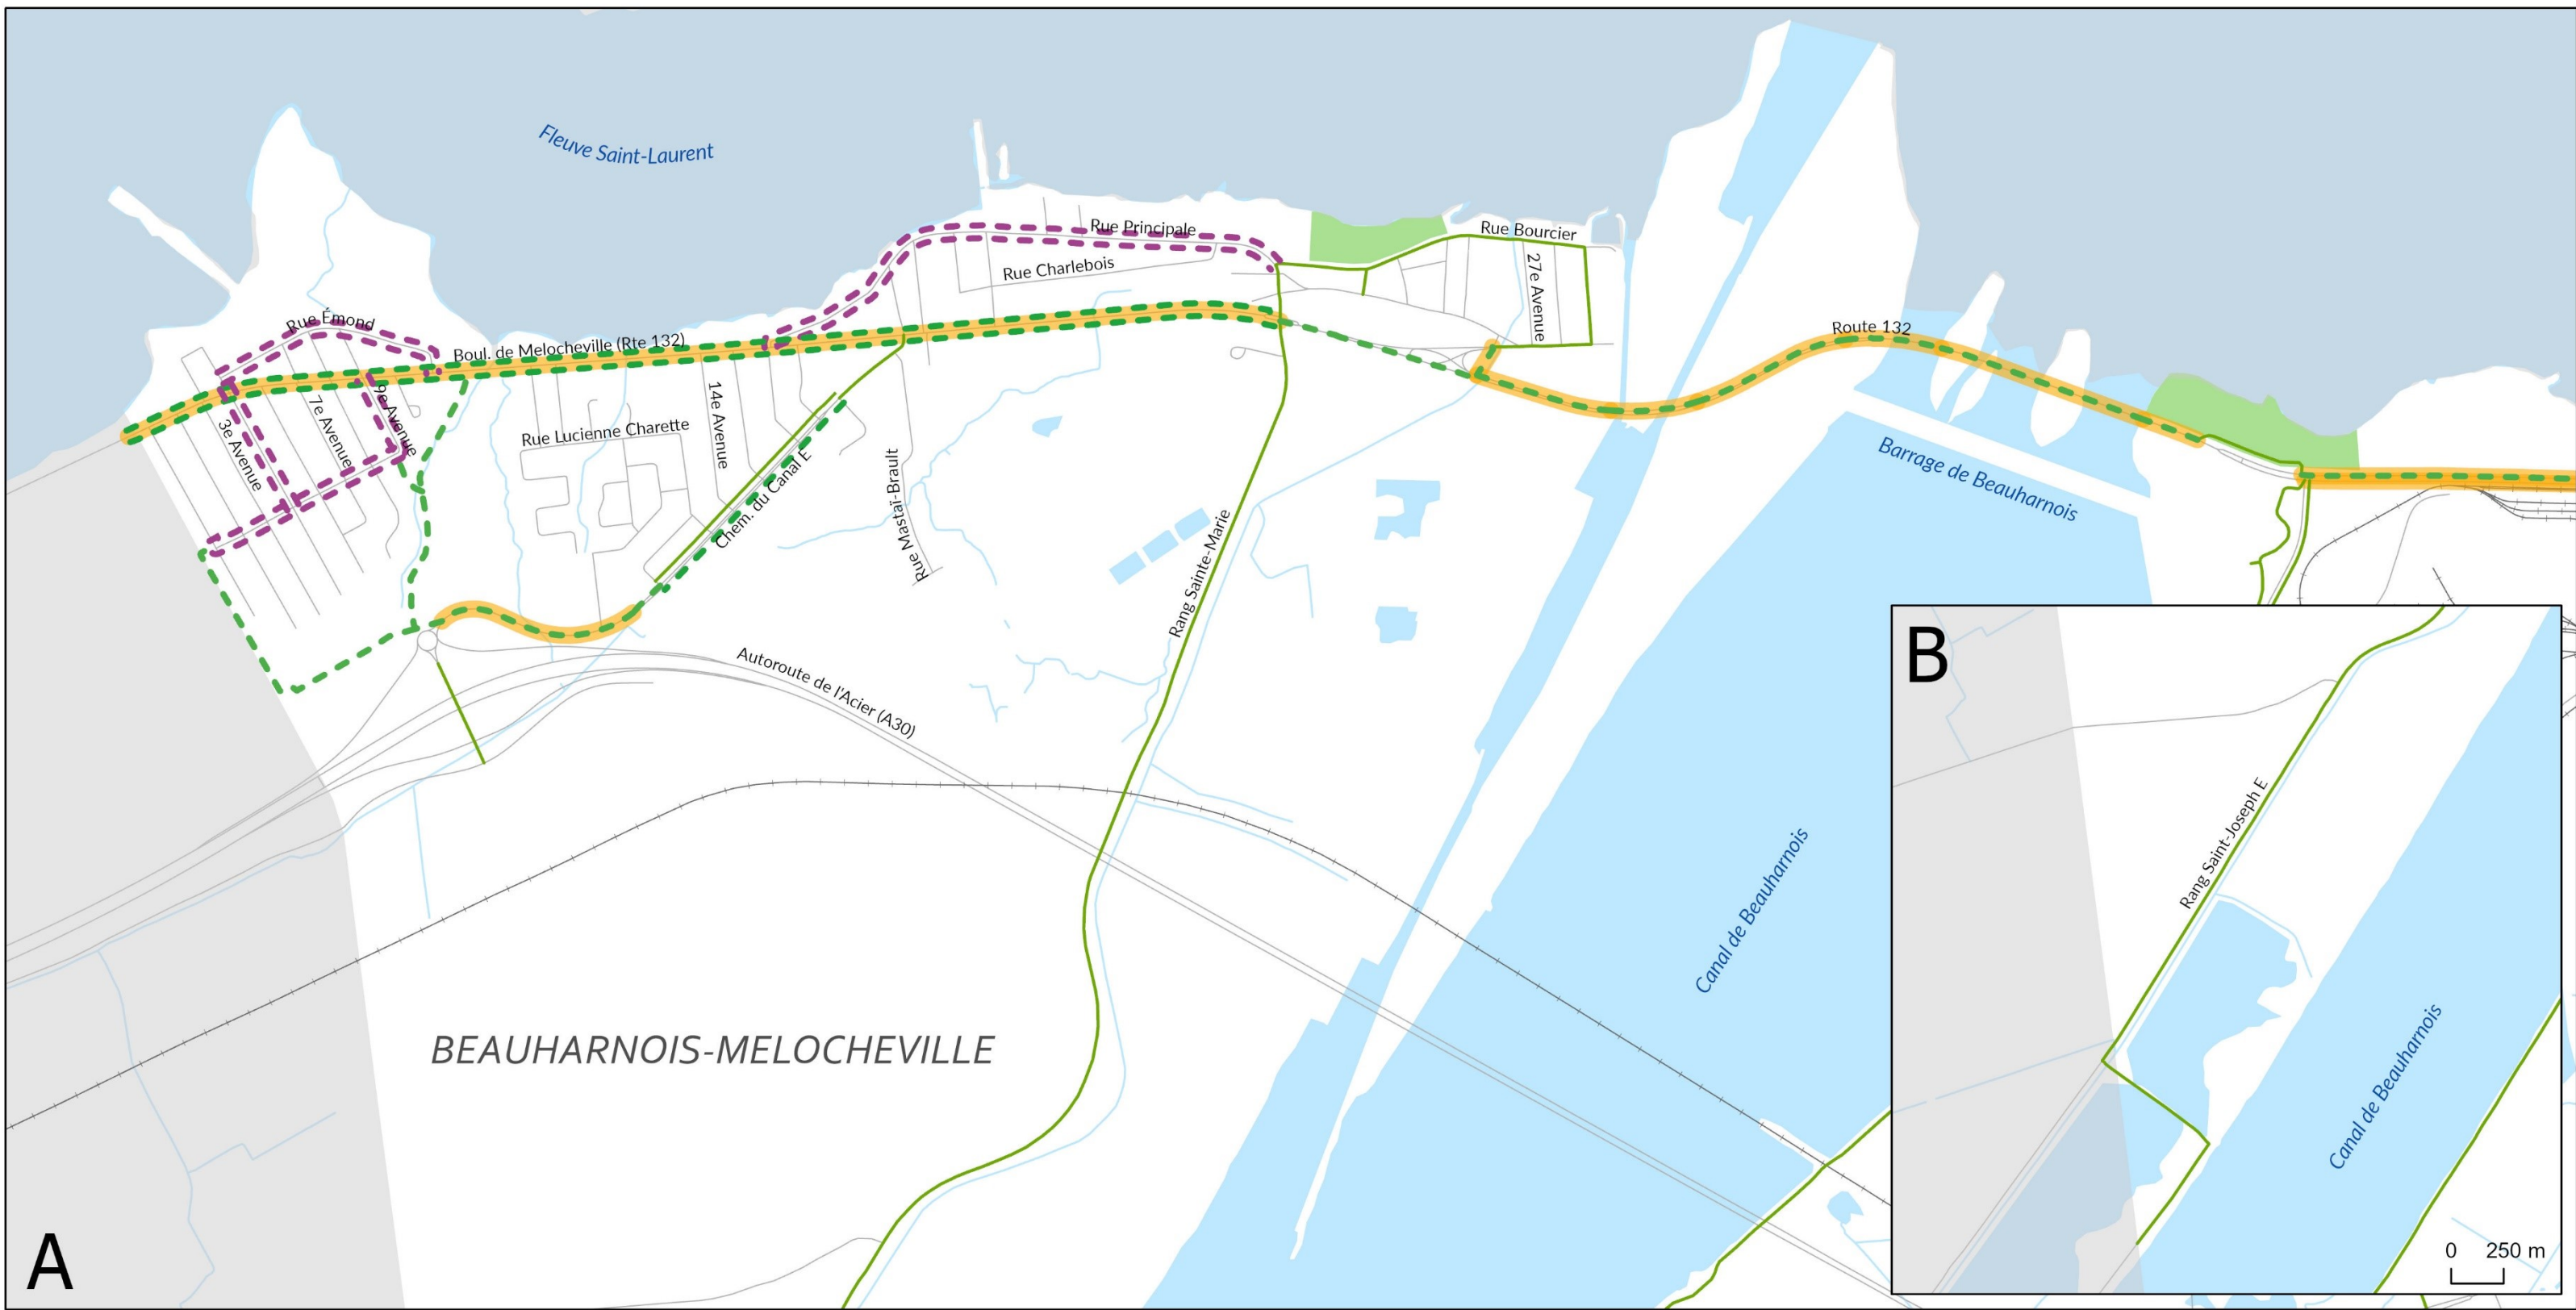 Fleuve Saint-Laurent
Rue Principale
Rue Bourcier
Rue Charlebois
27e Avenue
Rue Émond
Boul. de Melocheville (Rte 132)
Route 132
3e Avenue
7e Avenue
9e Avenue
14e Avenue
Rue Lucienne Charette
Chem. du Canal E
Rue Mastaï-Brault
Barrage de Beauharnois
Rang Sainte-Marie
Autoroute de l'Acier (A30)
Canal de Beauharnois
BEAUHARNOIS-MELOCHEVILLE
A
B
Rang Saint-Joseph E
Canal de Beauharnois
0 250 m